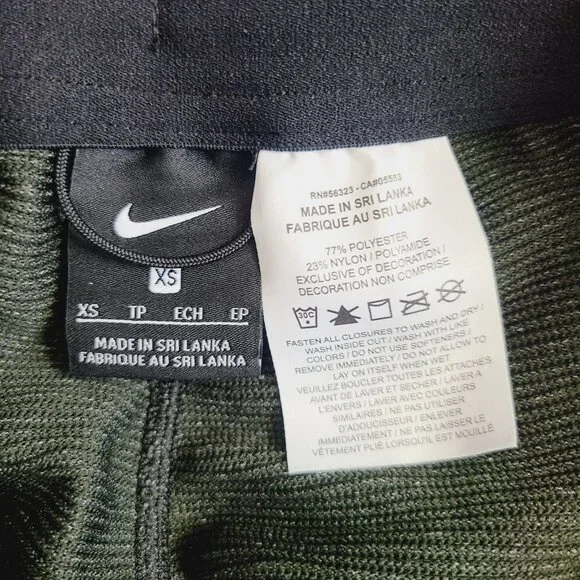 XS
XS TP ECH EP
MADE IN SRI LANKA
FABRIQUE AU SRI LANKA
RN#56323 - CA#05553
MADE IN SRI LANKA
FABRIQUE AU SRI LANKA
77% POLYESTER
23% NYLON / POLYAMIDE
EXCLUSIVE OF DECORATION /
DECORATION NON COMPRISE
30C
FASTEN ALL CLOSURES TO WASH AND DRY /
WASH INSIDE OUT / WASH WITH LIKE
COLORS / DO NOT USE SOFTENERS /
REMOVE IMMEDIATELY / DO NOT ALLOW TO
LAY ON ITSELF WHEN WET
VEUILLEZ BOUCLER TOUTES LES ATTACHES
AVANT DE LAVER ET SÉCHER / LAVER À
L'ENVERS / LAVER AVEC COULEURS
SIMILAIRES / NE PAS UTILISER
D'ADOUCISSEUR / ENLEVER
IMMEDIATEMENT / NE PAS LAISSER LE
VÊTEMENT PLIÉ LORSQU'IL EST MOUILLÉ